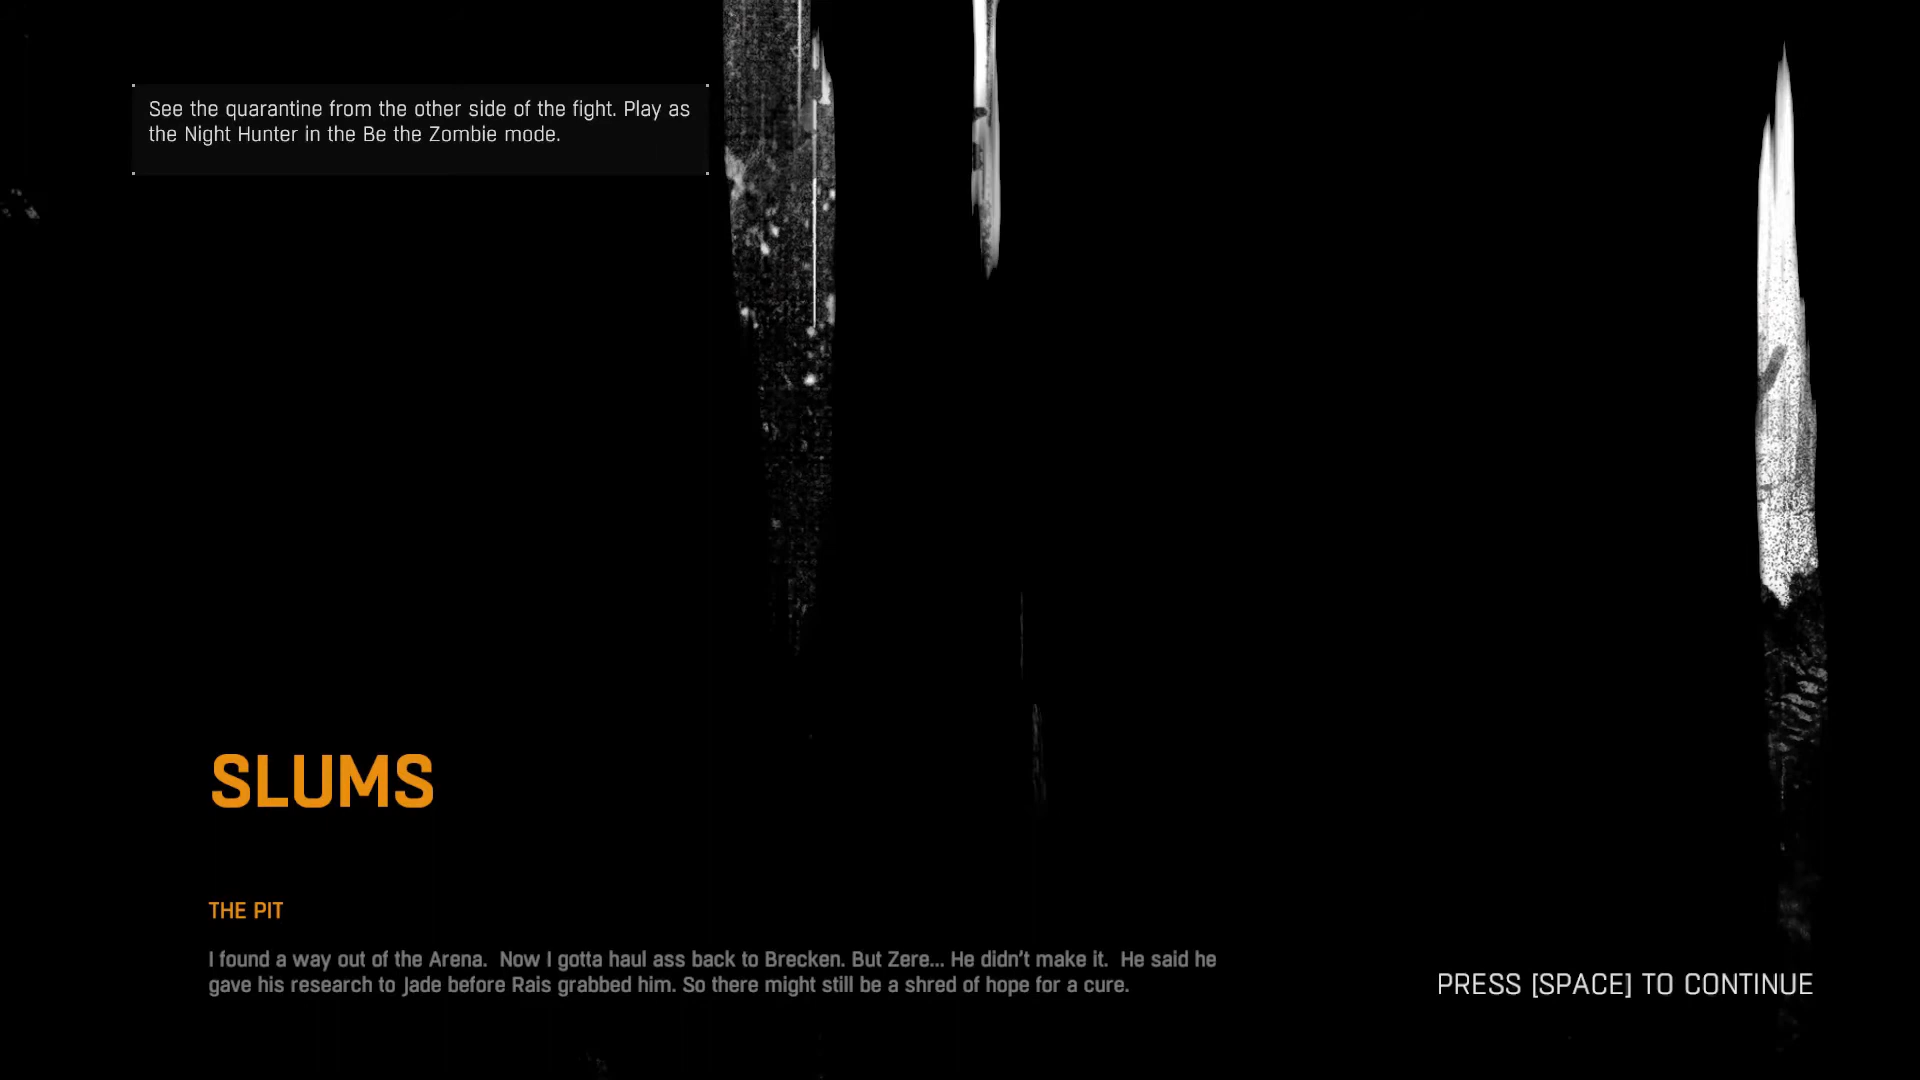 See the quarantine from the other side of the fight. Play as
the Night Hunter in the Be the Zombie mode.
SLUMS
THE PIT
I found a way out of the Arena.  Now I gotta haul ass back to Brecken. But Zere... He didn't make it.  He said he
gave his research to Jade before Rais grabbed him. So there might still be a shred of hope for a cure.
PRESS [SPACE] TO CONTINUE